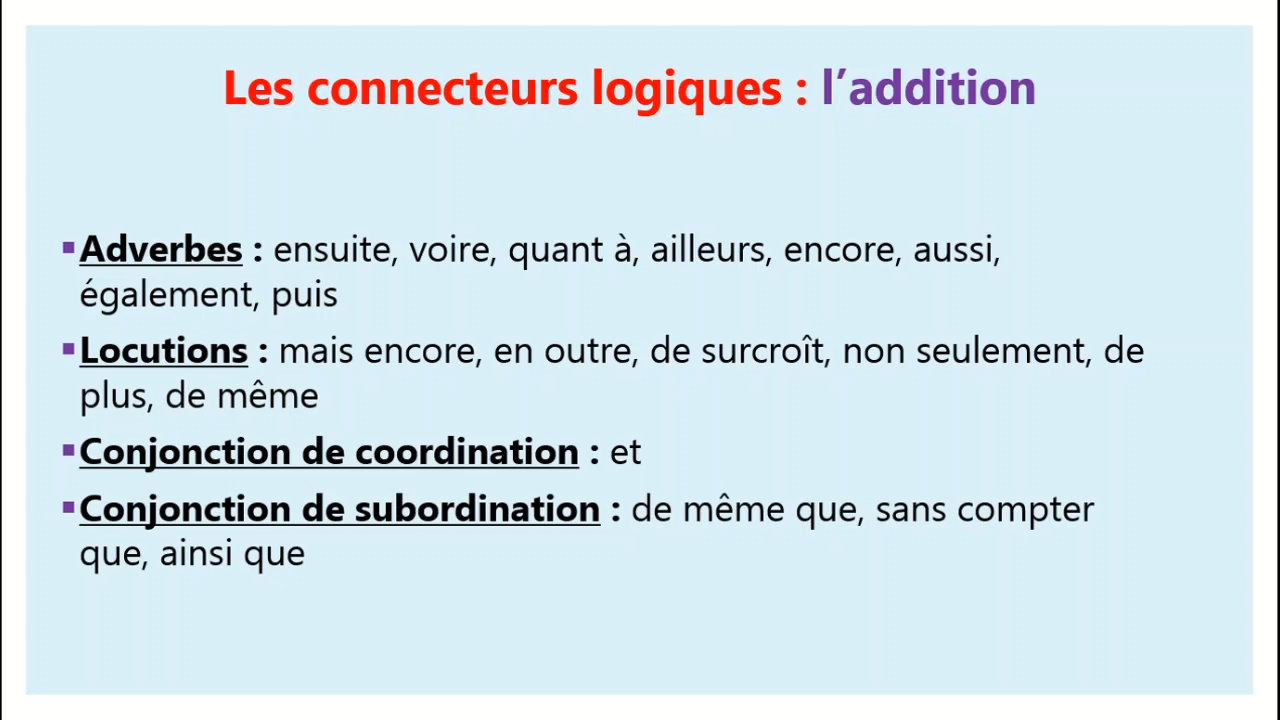 Les connecteurs logiques : l’addition
▪Adverbes : ensuite, voire, quant à, ailleurs, encore, aussi,
également, puis
▪Locutions : mais encore, en outre, de surcroît, non seulement, de
plus, de même
▪Conjonction de coordination : et
▪Conjonction de subordination : de même que, sans compter
que, ainsi que